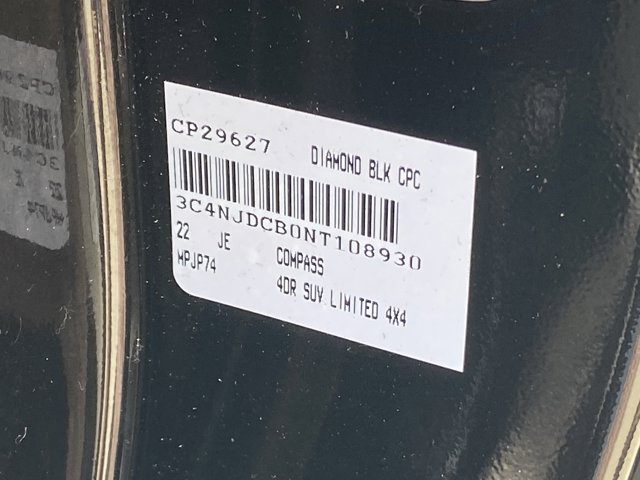 CP29627 DIAMOND BLK CPC
3C4NJDCB0NT108930
22 JE COMPASS
MPJP74 4DR SUV LIMITED 4X4